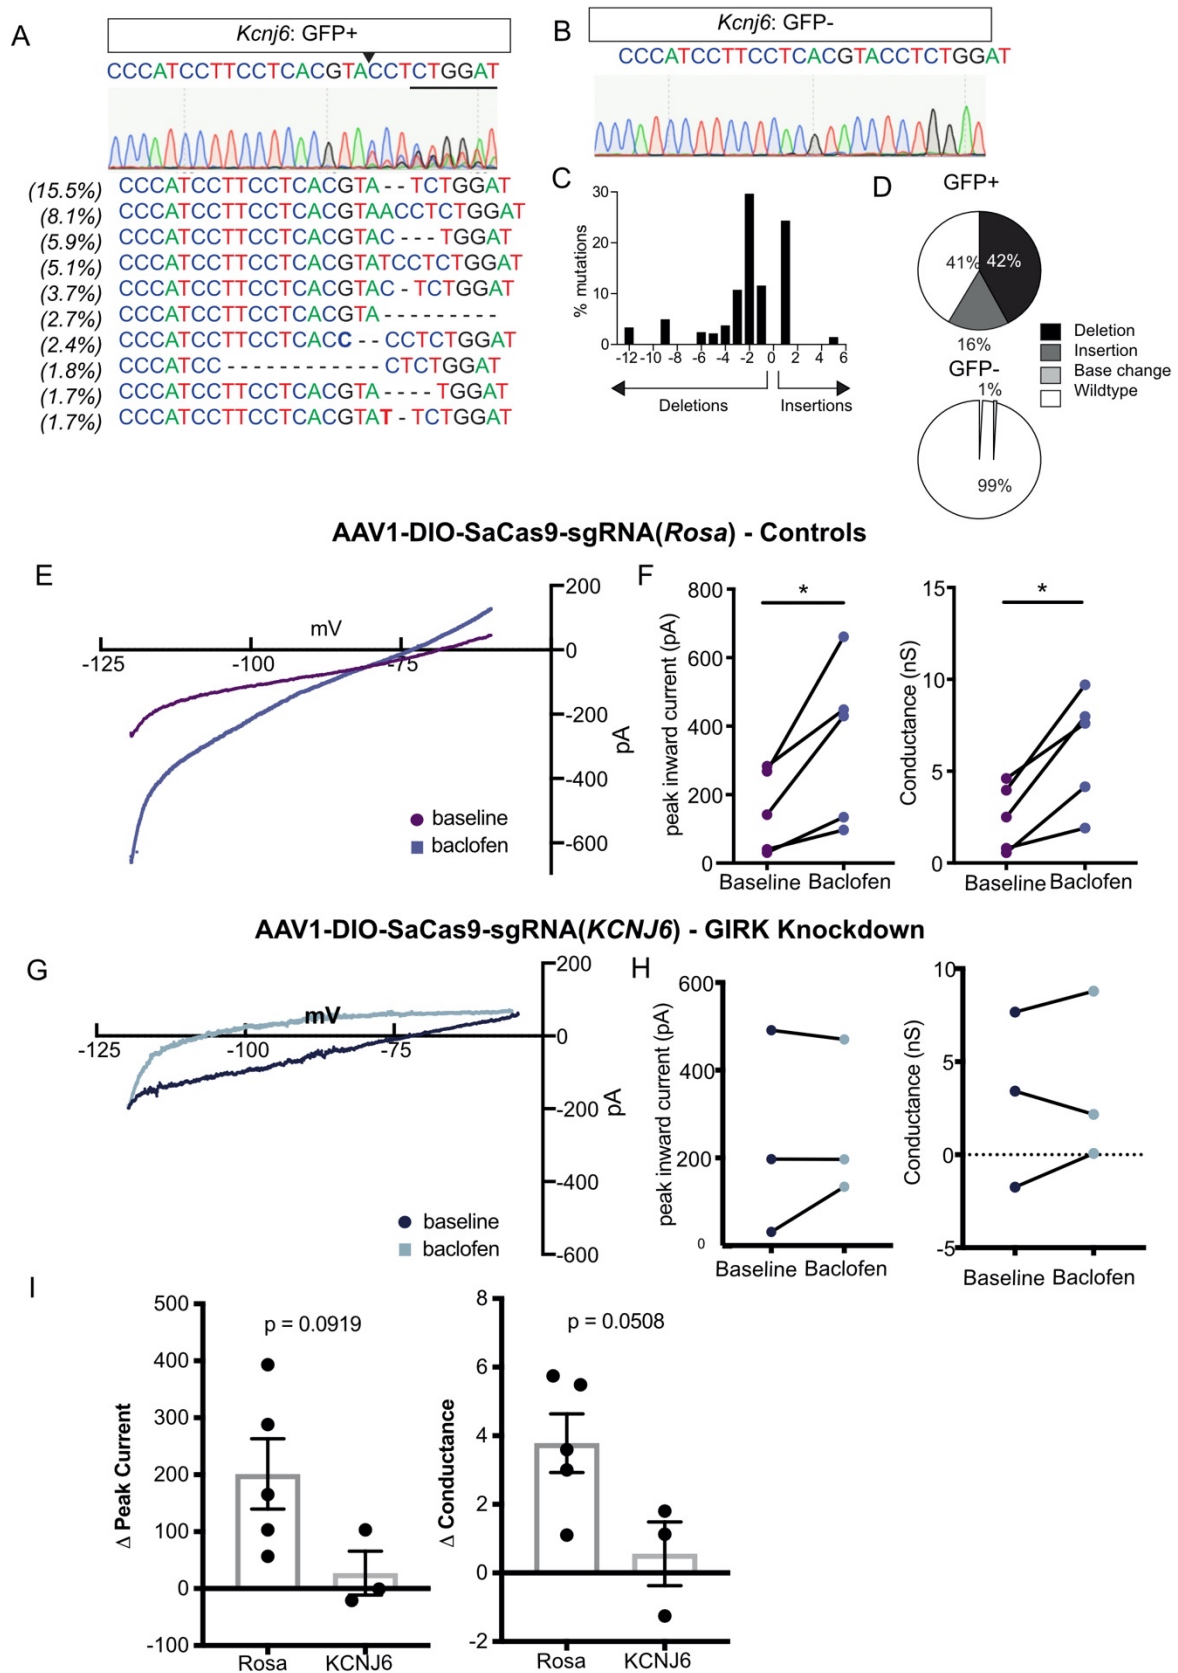 A
Kcnj6: GFP+
CCCATCCTTCCTCACGTACCTCTGGAT
(15.5%) CCCATCCTTCCTCACGTA--TCTGGAT
(8.1%) CCCATCCTTCCTCACGTAACCTCTGGAT
(5.9%) CCCATCCTTCCTCACGTAC---TGGAT
(5.1%) CCCATCCTTCCTCACGTATCCTCTGGAT
(3.7%) CCCATCCTTCCTCACGTAC-TCTGGAT
(2.7%) CCCATCCTTCCTCACGTA---------
(2.4%) CCCATCCTTCCTCACC--CCTCTGGAT
(1.8%) CCCATCC-----------CTCTGGAT
(1.7%) CCCATCCTTCCTCACGTA----TGGAT
(1.7%) CCCATCCTTCCTCACGTAT-TCTGGAT
B
Kcnj6: GFP-
CCCATCCTTCCTCACGTACCTCTGGAT
C
% mutations
30
20
10
0
-12 -10 -8 -6 -4 -2 0 2 4 6
Deletions Insertions
D
GFP+
41% 42%
16%
GFP-
1%
99%
Deletion
Insertion
Base change
Wildtype
AAV1-DIO-SaCas9-sgRNA(Rosa) - Controls
E
mV
-125 -100 -75
200
0
-200
-400
-600
pA
baseline
baclofen
F
peak inward current (pA)
800
600
400
200
0
*
Baseline Baclofen
Conductance (nS)
15
10
5
0
*
Baseline Baclofen
AAV1-DIO-SaCas9-sgRNA(KCNJ6) - GIRK Knockdown
G
mV
-125 -100 -75
200
0
-200
-400
-600
pA
baseline
baclofen
H
peak inward current (pA)
600
400
200
0
Baseline Baclofen
Conductance (nS)
10
5
0
-5
Baseline Baclofen
I
Δ Peak Current
500
400
300
200
100
0
-100
p = 0.0919
Rosa KCNJ6
Δ Conductance
8
6
4
2
0
-2
p = 0.0508
Rosa KCNJ6